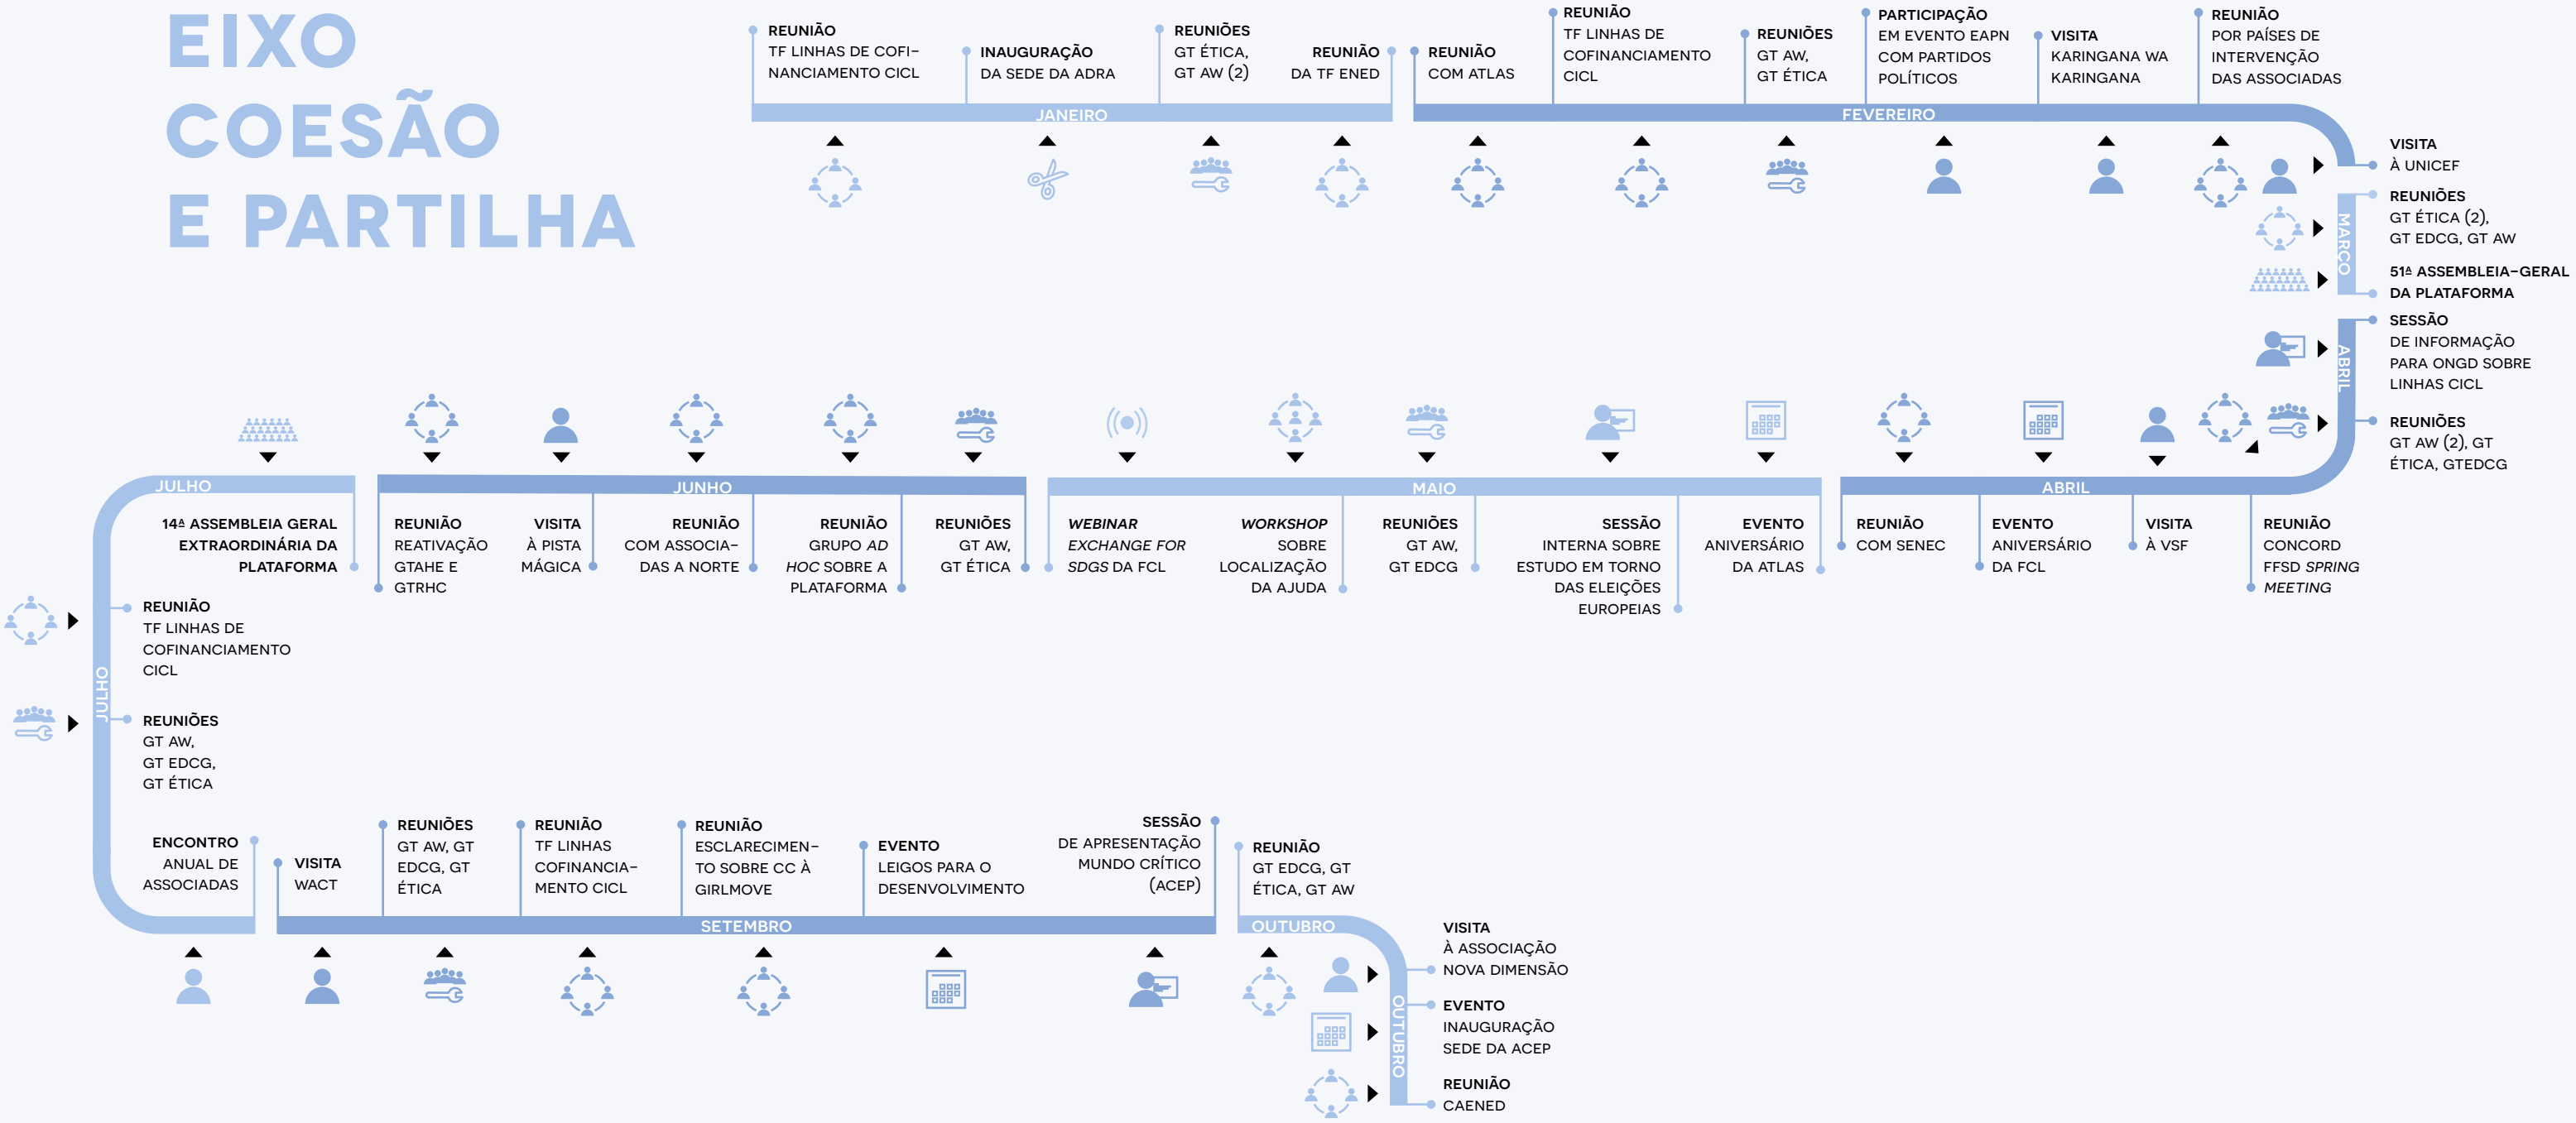 EIXO
COESÃO
E PARTILHA
REUNIÃO
TF LINHAS DE COFI-
NANCIAMENTO CICL
INAUGURAÇÃO
DA SEDE DA ADRA
REUNIÕES
GT ÉTICA,
GT AW (2)
REUNIÃO
DA TF ENED
JANEIRO
REUNIÃO
COM ATLAS
REUNIÃO
TF LINHAS DE
COFINANCIAMENTO
CICL
REUNIÕES
GT AW,
GT ÉTICA
PARTICIPAÇÃO
EM EVENTO EAPN
COM PARTIDOS
POLÍTICOS
VISITA
KARINGANA WA
KARINGANA
REUNIÃO
POR PAÍSES DE
INTERVENÇÃO
DAS ASSOCIADAS
FEVEREIRO
VISITA
À UNICEF
REUNIÕES
GT ÉTICA (2),
GT EDCG, GT AW
MARÇO
51ª ASSEMBLEIA-GERAL
DA PLATAFORMA
SESSÃO
DE INFORMAÇÃO
PARA ONGD SOBRE
LINHAS CICL
ABRIL
REUNIÕES
GT AW (2), GT
ÉTICA, GTEDCG
ABRIL
REUNIÃO
CONCORD
FFSD SPRING
MEETING
VISITA
À VSF
EVENTO
ANIVERSÁRIO
DA FCL
REUNIÃO
COM SENEC
MAIO
EVENTO
ANIVERSÁRIO
DA ATLAS
SESSÃO
INTERNA SOBRE
ESTUDO EM TORNO
DAS ELEIÇÕES
EUROPEIAS
REUNIÕES
GT AW,
GT EDCG
WORKSHOP
SOBRE
LOCALIZAÇÃO
DA AJUDA
WEBINAR
EXCHANGE FOR
SDGS DA FCL
JUNHO
REUNIÕES
GT AW,
GT ÉTICA
REUNIÃO
GRUPO AD
HOC SOBRE A
PLATAFORMA
REUNIÃO
COM ASSOCIA-
DAS A NORTE
VISITA
À PISTA
MÁGICA
REUNIÃO
REATIVAÇÃO
GTAHE E
GTRHC
JULHO
14ª ASSEMBLEIA GERAL
EXTRAORDINÁRIA DA
PLATAFORMA
REUNIÃO
TF LINHAS DE
COFINANCIAMENTO
CICL
JULHO
REUNIÕES
GT AW,
GT EDCG,
GT ÉTICA
ENCONTRO
ANUAL DE
ASSOCIADAS
VISITA
WACT
REUNIÕES
GT AW, GT
EDCG, GT
ÉTICA
REUNIÃO
TF LINHAS
COFINANCIA-
MENTO CICL
REUNIÃO
ESCLARECIMEN-
TO SOBRE CC À
GIRLMOVE
EVENTO
LEIGOS PARA O
DESENVOLVIMENTO
SESSÃO
DE APRESENTAÇÃO
MUNDO CRÍTICO
(ACEP)
SETEMBRO
REUNIÃO
GT EDCG, GT
ÉTICA, GT AW
OUTUBRO
VISITA
À ASSOCIAÇÃO
NOVA DIMENSÃO
OUTUBRO
EVENTO
INAUGURAÇÃO
SEDE DA ACEP
REUNIÃO
CAENED